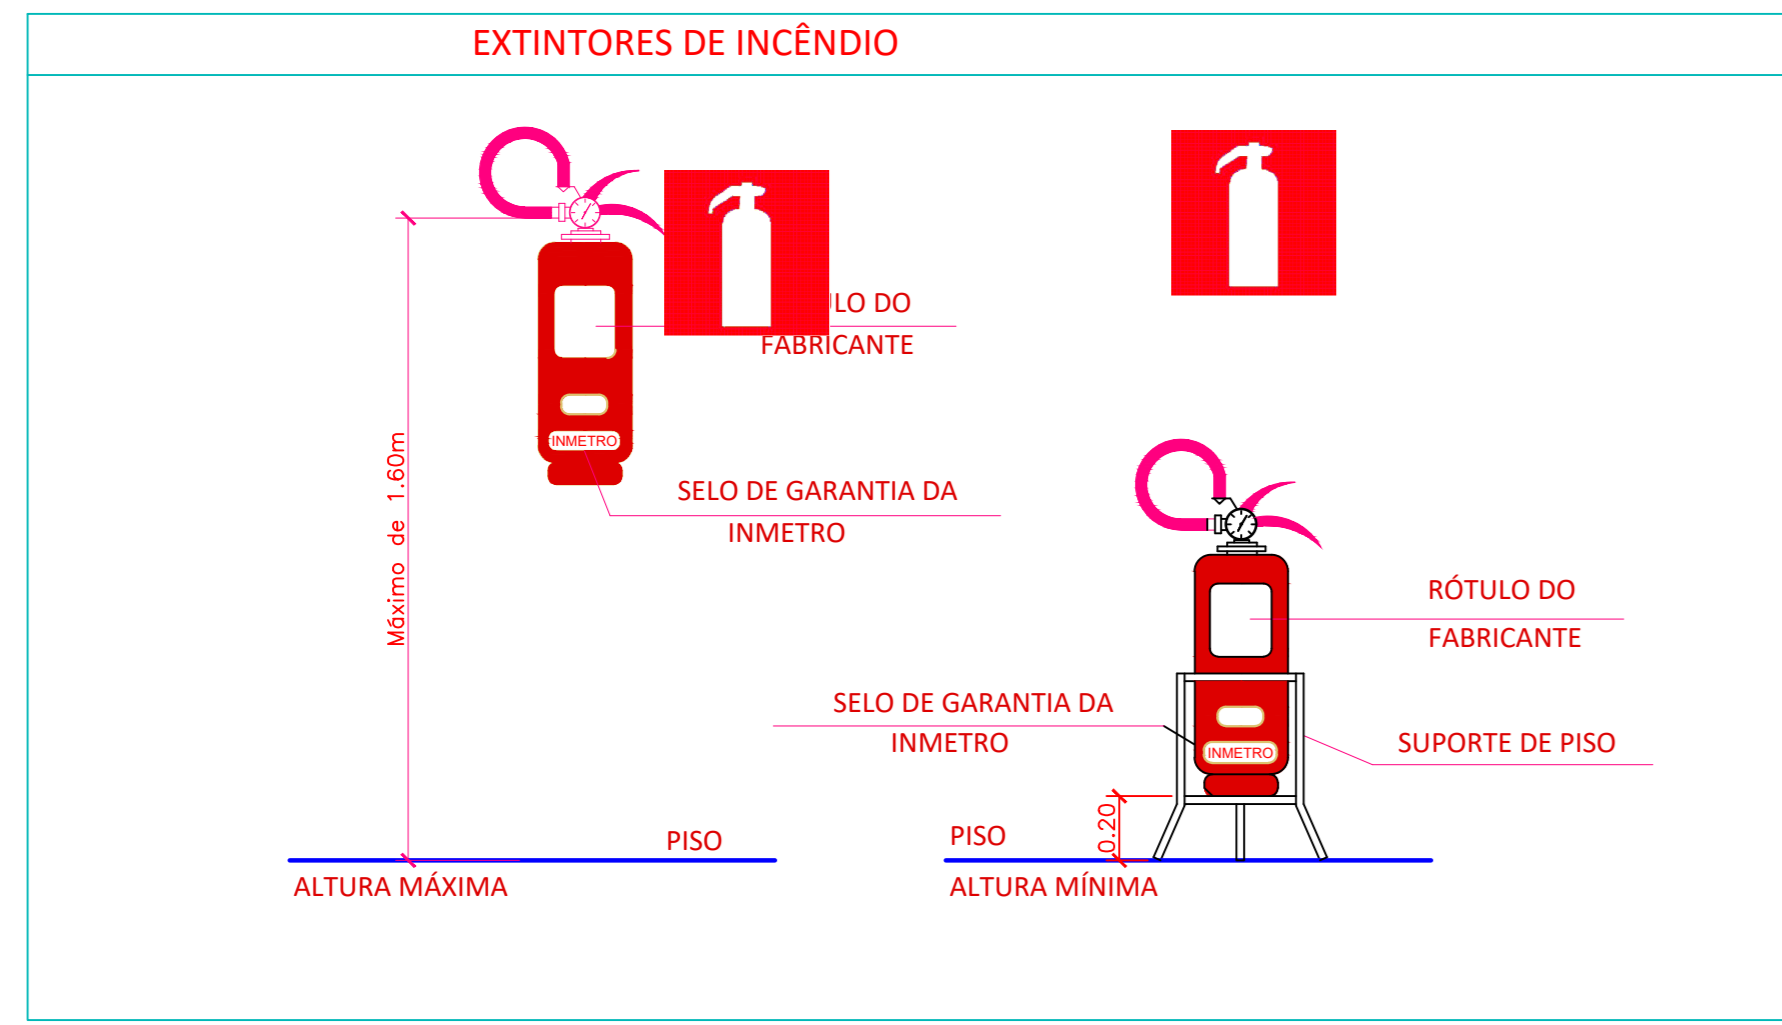 EXTINTORES DE INCÊNDIO
LO DO
FABRICANTE
INMETRO
SELO DE GARANTIA DA
INMETRO
Máximo de 1.60m
PISO
ALTURA MÁXIMA
RÓTULO DO
FABRICANTE
SELO DE GARANTIA DA
INMETRO
INMETRO
SUPORTE DE PISO
0.20
PISO
ALTURA MÍNIMA